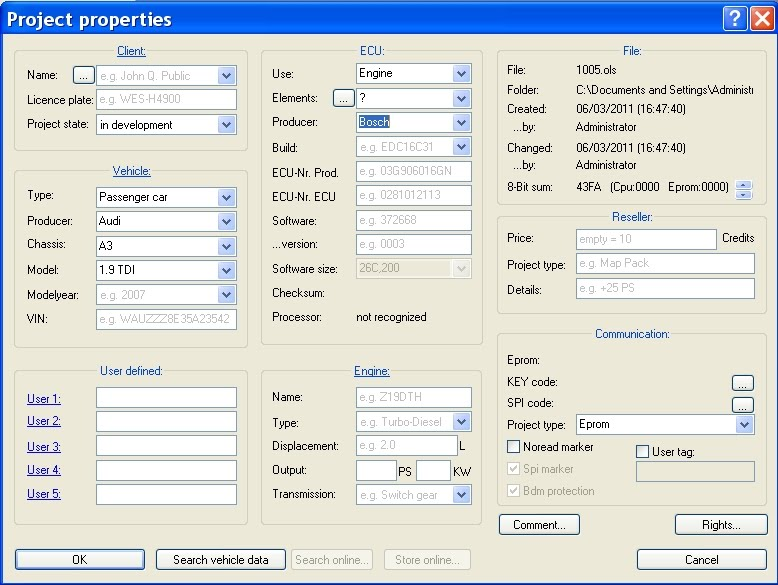 Project properties
Client:
Name: ... e.g. John Q. Public
Licence plate: e.g. WES-H4900
Project state: in development
Vehicle:
Type: Passenger car
Producer: Audi
Chassis: A3
Model: 1.9 TDI
Modelyear: e.g. 2007
VIN: e.g. WAUZZZ8E35A23542
User defined:
User 1:
User 2:
User 3:
User 4:
User 5:
ECU:
Use: Engine
Elements: ... ?
Producer: Bosch
Build: e.g. EDC16C31
ECU-Nr. Prod. e.g. 03G906016GN
ECU-Nr. ECU e.g. 0281012113
Software: e.g. 372668
...version: e.g. 0003
Software size: 26C,200
Checksum:
Processor: not recognized
Engine:
Name: e.g. Z19DTH
Type: e.g. Turbo-Diesel
Displacement: e.g. 2.0 L
Output: PS KW
Transmission: e.g. Switch gear
File:
File: 1005.ols
Folder: C:\Documents and Settings\Administr
Created: 06/03/2011 (16:47:40)
...by: Administrator
Changed: 06/03/2011 (16:47:40)
...by: Administrator
8-Bit sum: 43FA (Cpu:0000 Eprom:0000)
Reseller:
Price: empty = 10 Credits
Project type: e.g. Map Pack
Details: e.g. +25 PS
Communication:
Eprom:
KEY code: ...
SPI code: ...
Project type: Eprom
Noread marker User tag:
Spi marker
Bdm protection
Comment... Rights...
OK Search vehicle data Search online... Store online... Cancel